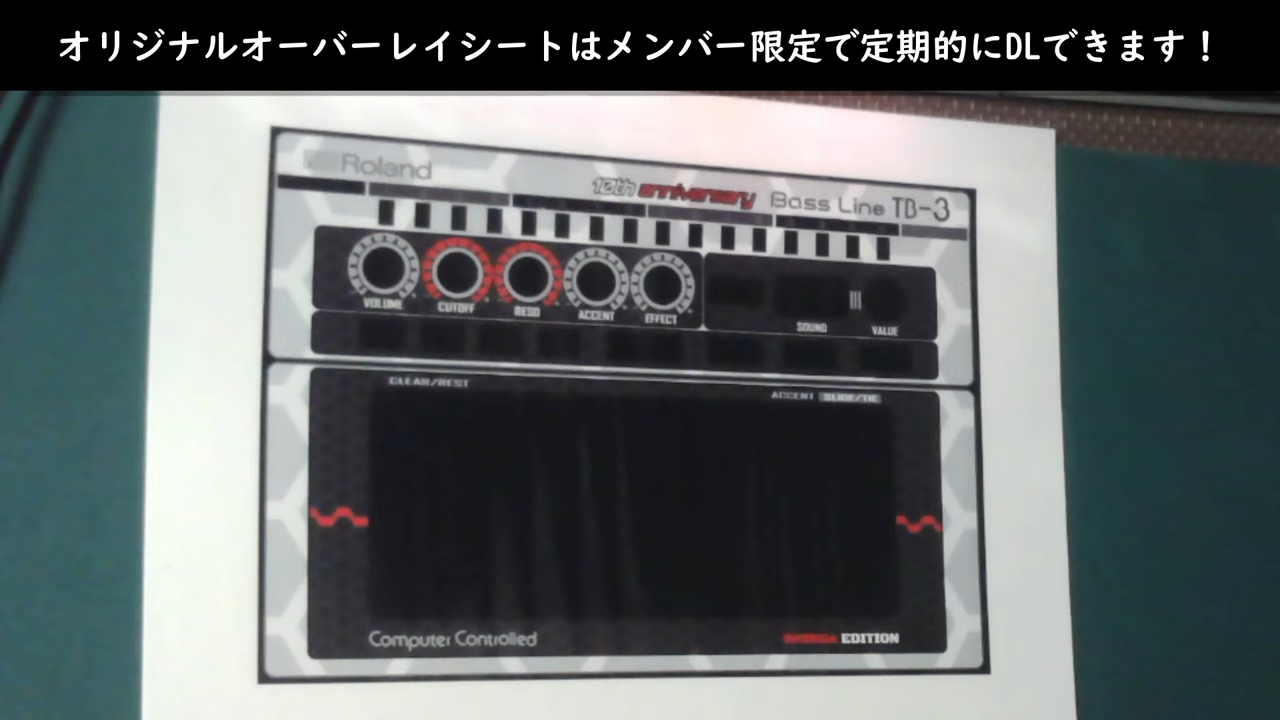 オリジナルオーバーレイシートはメンバー限定で定期的にDLできます！
Roland
10th anniversary
Bass Line TB-3
VOLUME
CUTOFF
RESO
ACCENT
EFFECT
SOUND
VALUE
CLEAR/REST
ACCENT SLIDE/TIE
Computer Controlled
EDITION